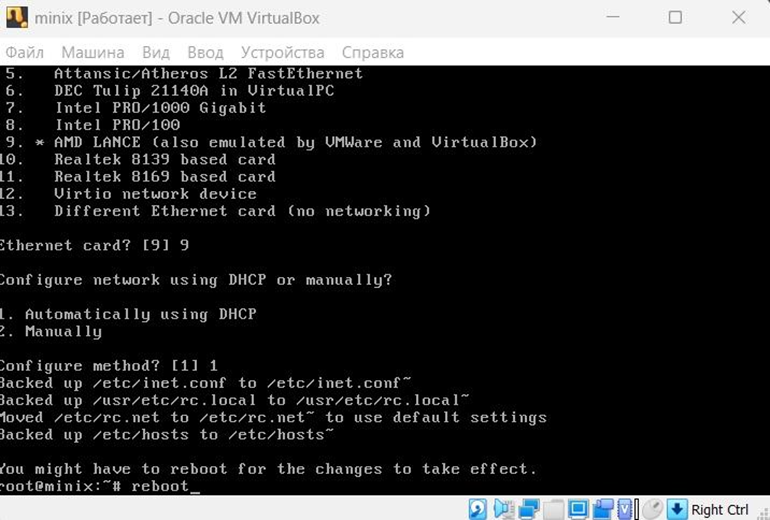 minix [Работает] - Oracle VM VirtualBox
Файл Машина Вид Ввод Устройства Справка
5. Attansic/Atheros L2 FastEthernet
6. DEC Tulip 21140A in VirtualPC
7. Intel PRO/1000 Gigabit
8. Intel PRO/100
9. * AMD LANCE (also emulated by VMWare and VirtualBox)
10. Realtek 8139 based card
11. Realtek 8169 based card
12. Virtio network device
13. Different Ethernet card (no networking)
Ethernet card? [9] 9
Configure network using DHCP or manually?
1. Automatically using DHCP
2. Manually
Configure method? [1] 1
Backed up /etc/inet.conf to /etc/inet.conf~
Backed up /usr/etc/rc.local to /usr/etc/rc.local~
Moved /etc/rc.net to /etc/rc.net~ to use default settings
Backed up /etc/hosts to /etc/hosts~
You might have to reboot for the changes to take effect.
root@minix:~# reboot_
Right Ctrl